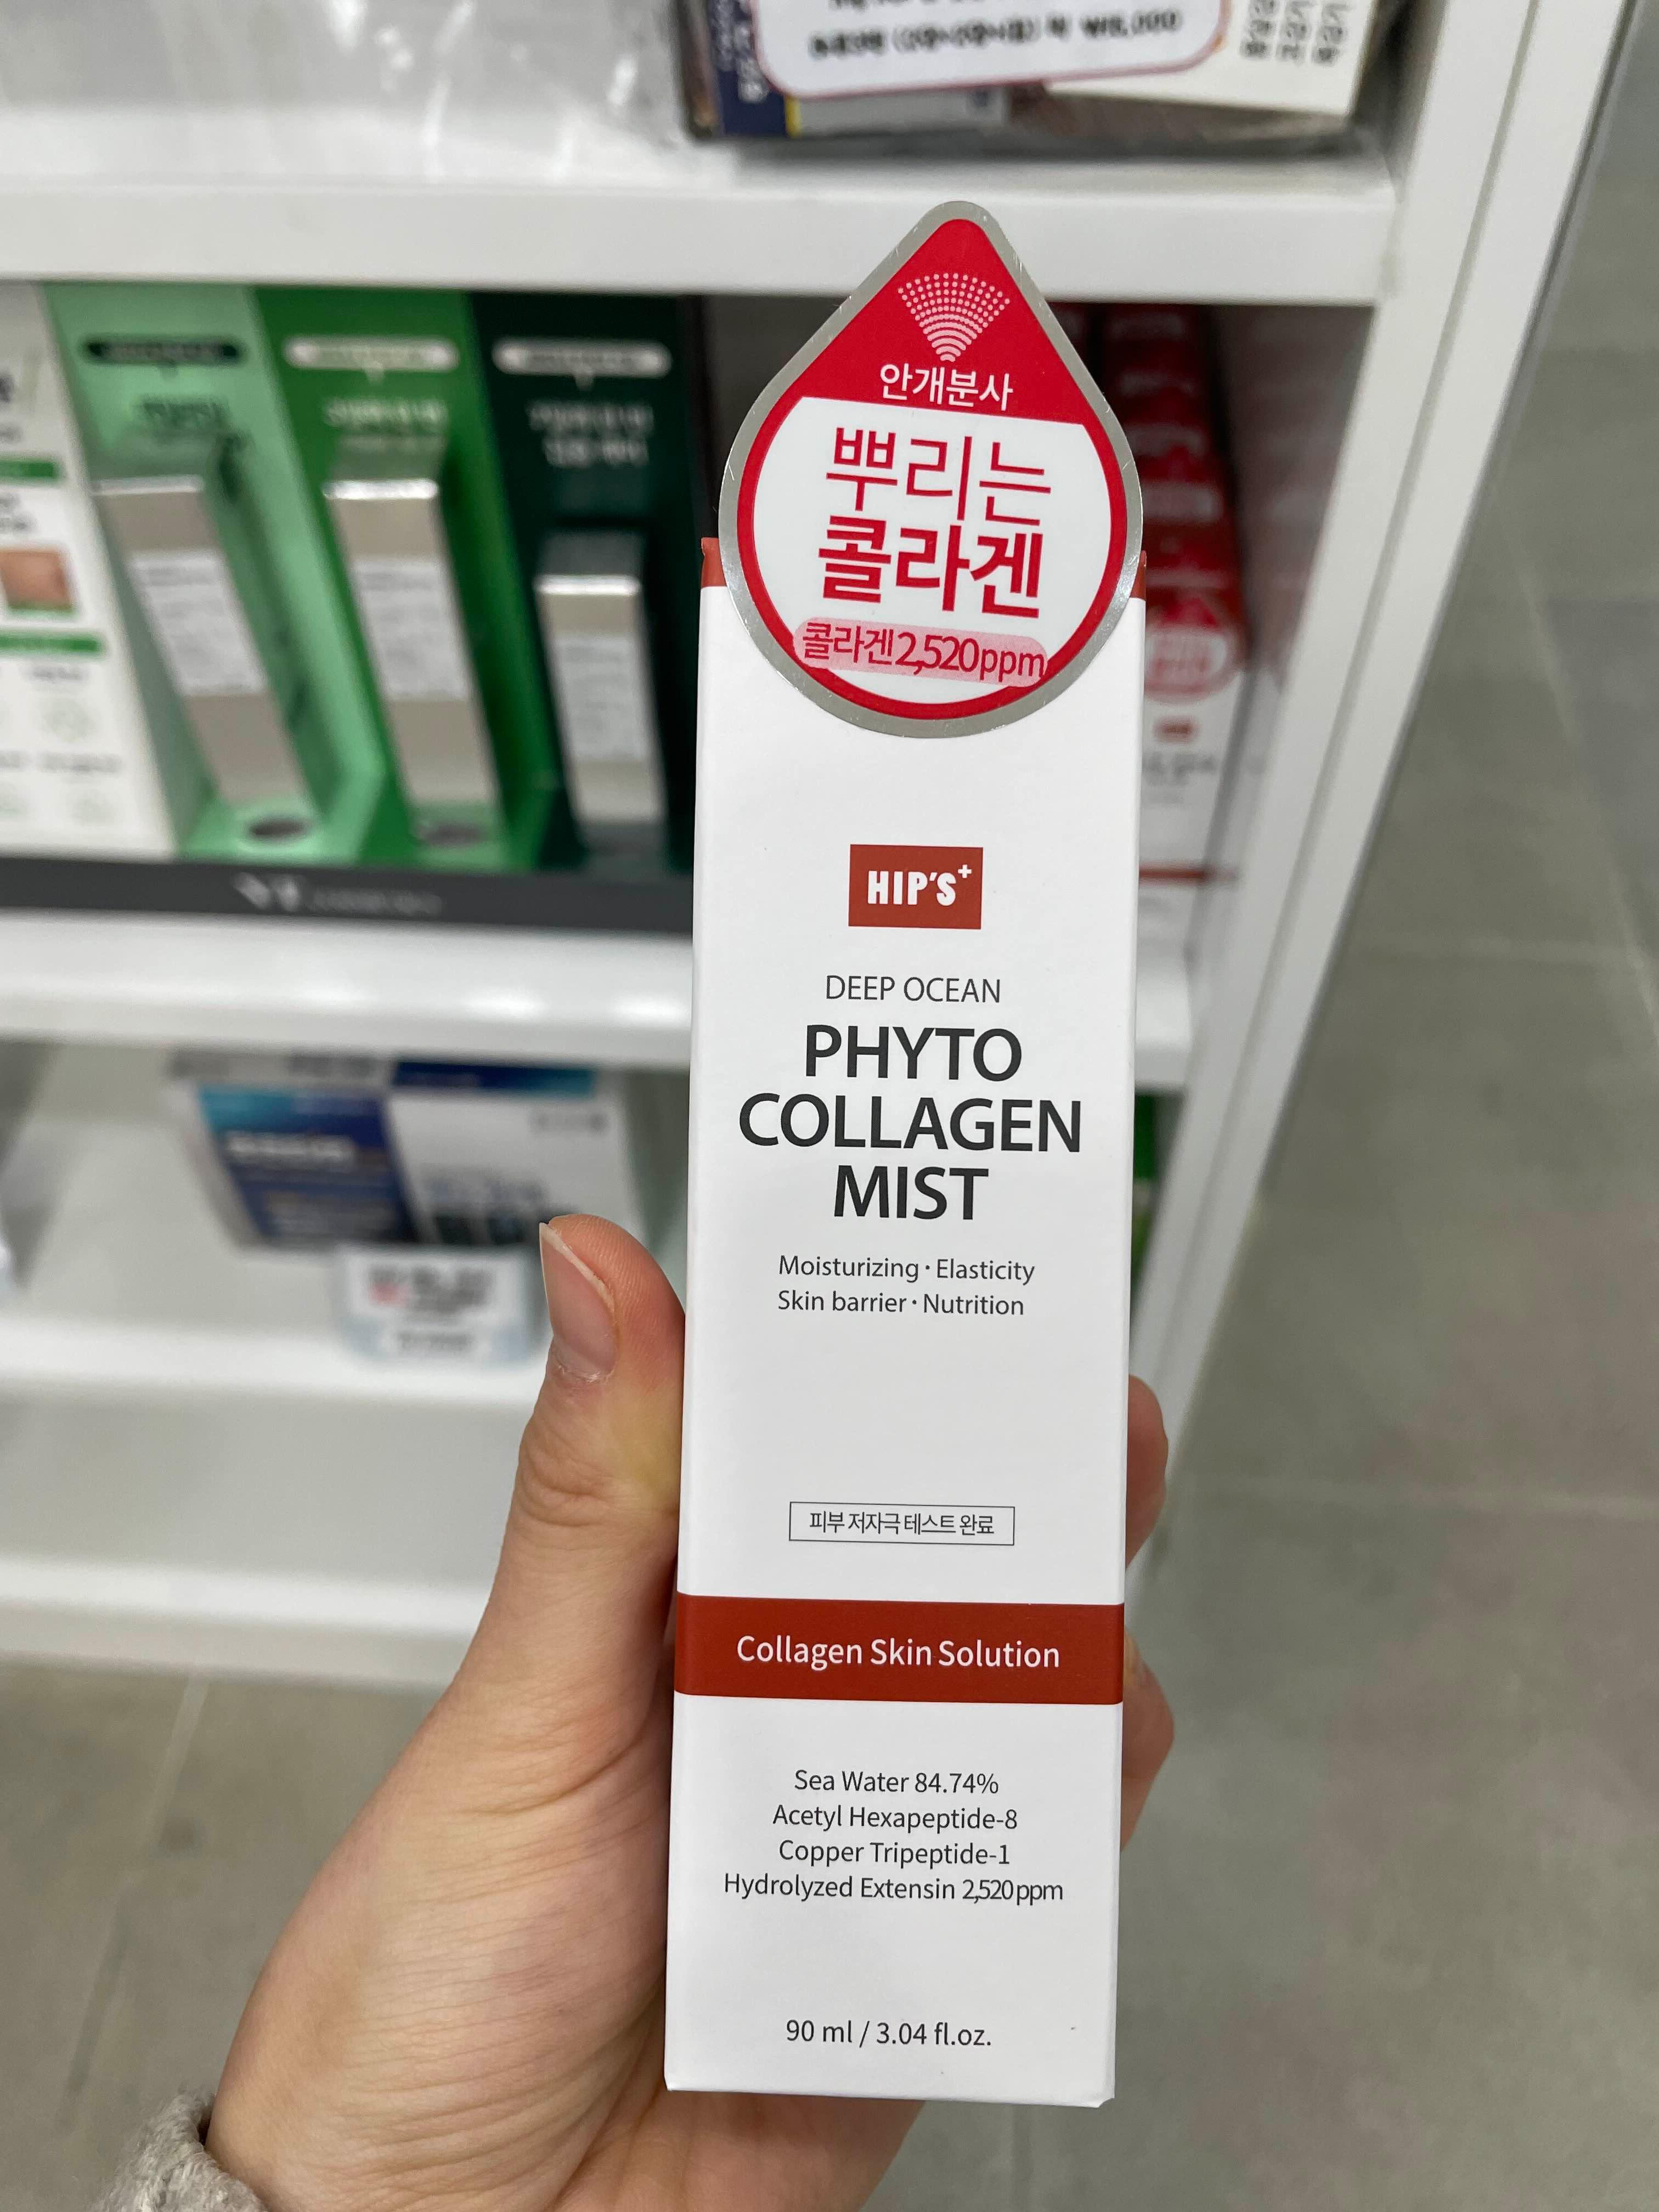 ₩18,000
안개분사
뿌리는
콜라겐
콜라겐2,520ppm
HIP'S+
DEEP OCEAN
PHYTO
COLLAGEN
MIST
Moisturizing · Elasticity
Skin barrier · Nutrition
피부 저자극 테스트 완료
Collagen Skin Solution
Sea Water 84.74%
Acetyl Hexapeptide-8
Copper Tripeptide-1
Hydrolyzed Extensin 2,520ppm
90 ml / 3.04 fl.oz.